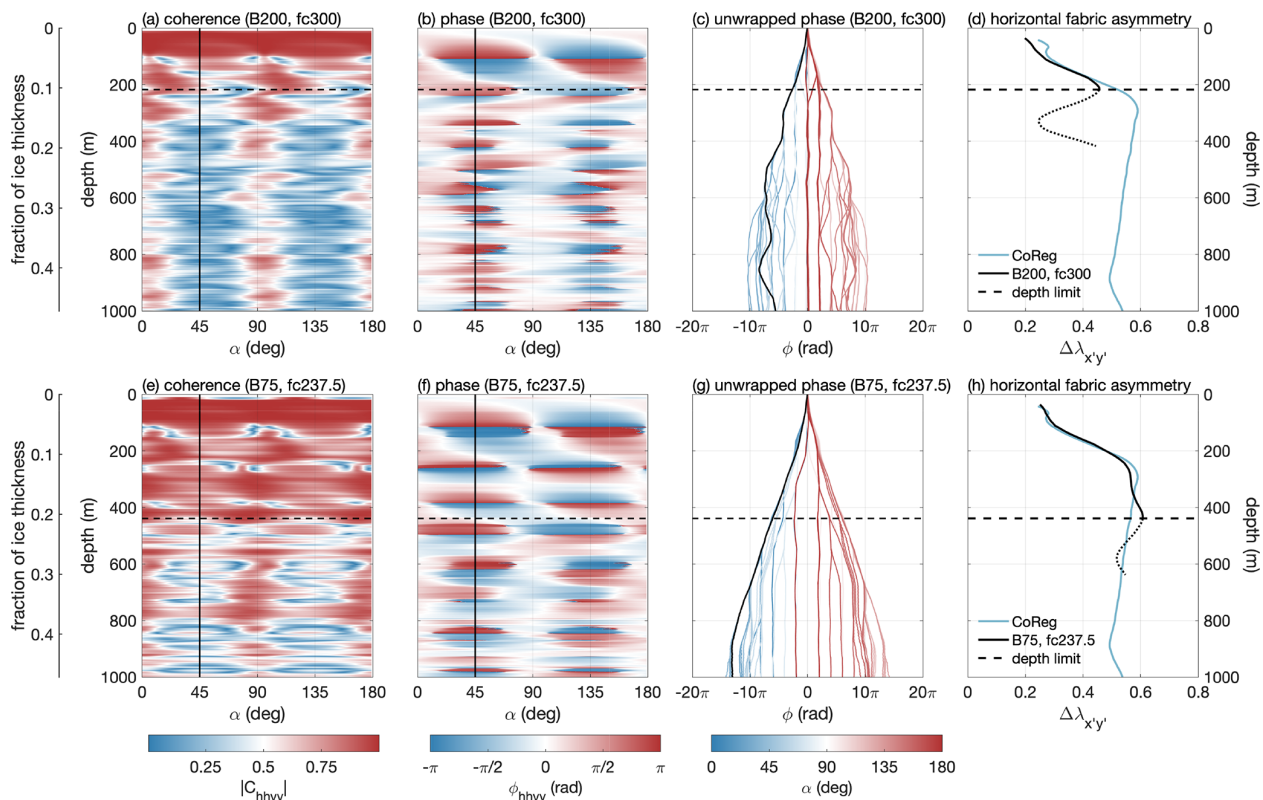 (a) coherence (B200, fc300)
(b) phase (B200, fc300)
(c) unwrapped phase (B200, fc300)
(d) horizontal fabric asymmetry
fraction of ice thickness
0
0.1
0.2
0.3
0.4
depth (m)
0
200
400
600
800
1000
0 45 90 135 180
α (deg)
0 45 90 135 180
α (deg)
-20π -10π 0 10π 20π
ϕ (rad)
CoReg
B200, fc300
depth limit
0 0.2 0.4 0.6 0.8
Δλx'y'
0
200
400
600
800
1000
depth (m)
(e) coherence (B75, fc237.5)
(f) phase (B75, fc237.5)
(g) unwrapped phase (B75, fc237.5)
(h) horizontal fabric asymmetry
fraction of ice thickness
0
0.1
0.2
0.3
0.4
depth (m)
0
200
400
600
800
1000
0 45 90 135 180
α (deg)
0 45 90 135 180
α (deg)
-20π -10π 0 10π 20π
ϕ (rad)
CoReg
B75, fc237.5
depth limit
0 0.2 0.4 0.6 0.8
Δλx'y'
0
200
400
600
800
1000
depth (m)
0.25 0.5 0.75
|Chhvv|
-π -π/2 0 π/2 π
ϕhhvv (rad)
0 45 90 135 180
α (deg)